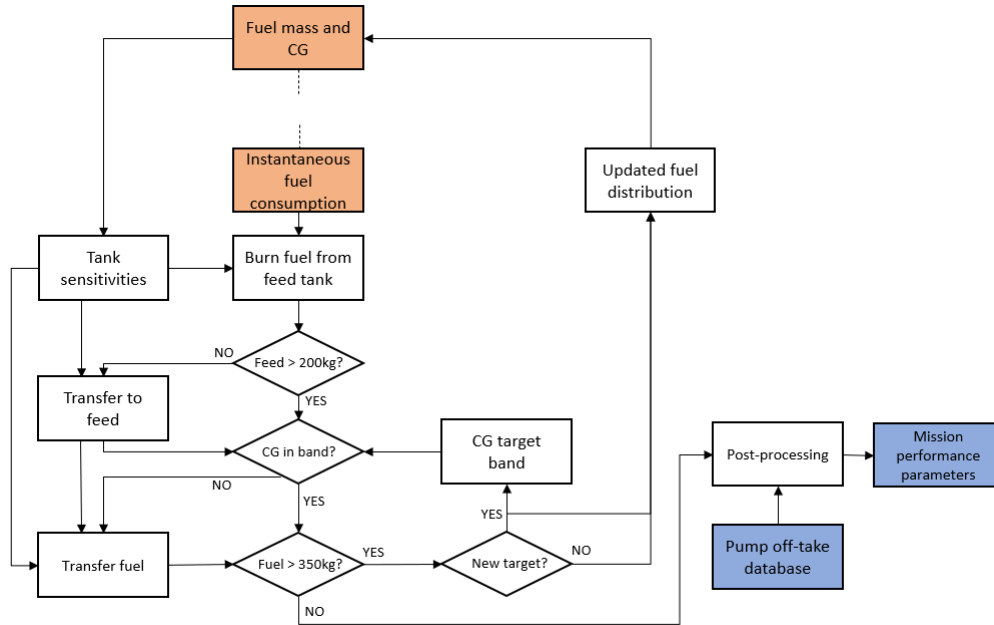 Fuel mass and
CG
Instantaneous
fuel
consumption
Updated fuel
distribution
Tank
sensitivities
Burn fuel from
feed tank
NO
Feed > 200kg?
YES
Transfer to
feed
CG in band?
CG target
band
Post-processing
Mission
performance
parameters
NO
YES
YES
Transfer fuel
Fuel > 350kg?
YES
New target?
NO
Pump off-take
database
NO